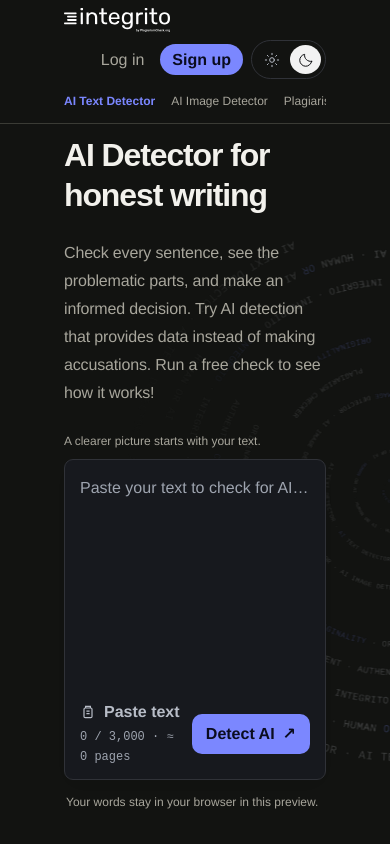 integrito
by PlagiarismCheck.org
Log in
Sign up
AI Text Detector
AI Image Detector
Plagiaris
AI Detector for
honest writing
Check every sentence, see the
problematic parts, and make an
informed decision. Try AI detection
that provides data instead of making
accusations. Run a free check to see
how it works!
A clearer picture starts with your text.
Paste your text to check for AI…
Paste text
0 / 3,000 · ≈
0 pages
Detect AI ↗
Your words stay in your browser in this preview.